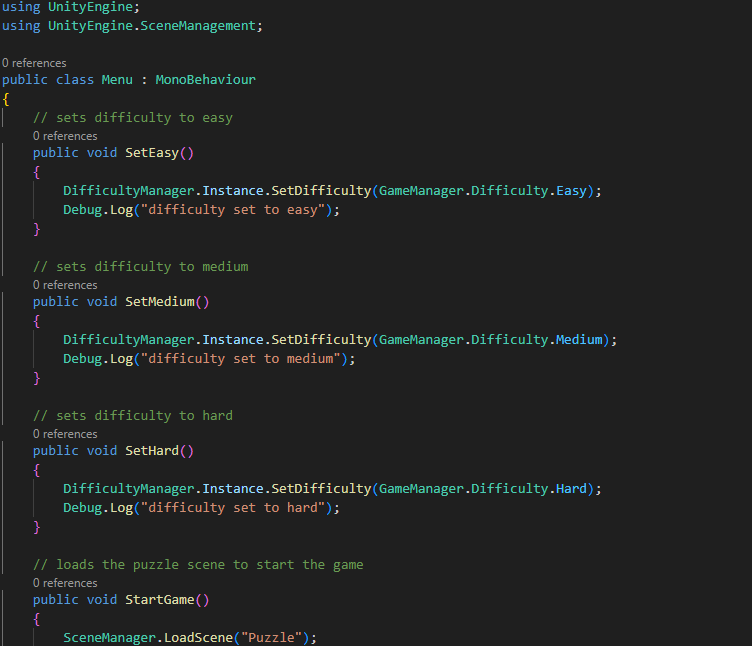 using UnityEngine;
using UnityEngine.SceneManagement;
0 references
public class Menu : MonoBehaviour
{
// sets difficulty to easy
0 references
public void SetEasy()
{
DifficultyManager.Instance.SetDifficulty(GameManager.Difficulty.Easy);
Debug.Log("difficulty set to easy");
}
// sets difficulty to medium
0 references
public void SetMedium()
{
DifficultyManager.Instance.SetDifficulty(GameManager.Difficulty.Medium);
Debug.Log("difficulty set to medium");
}
// sets difficulty to hard
0 references
public void SetHard()
{
DifficultyManager.Instance.SetDifficulty(GameManager.Difficulty.Hard);
Debug.Log("difficulty set to hard");
}
// loads the puzzle scene to start the game
0 references
public void StartGame()
{
SceneManager.LoadScene("Puzzle");